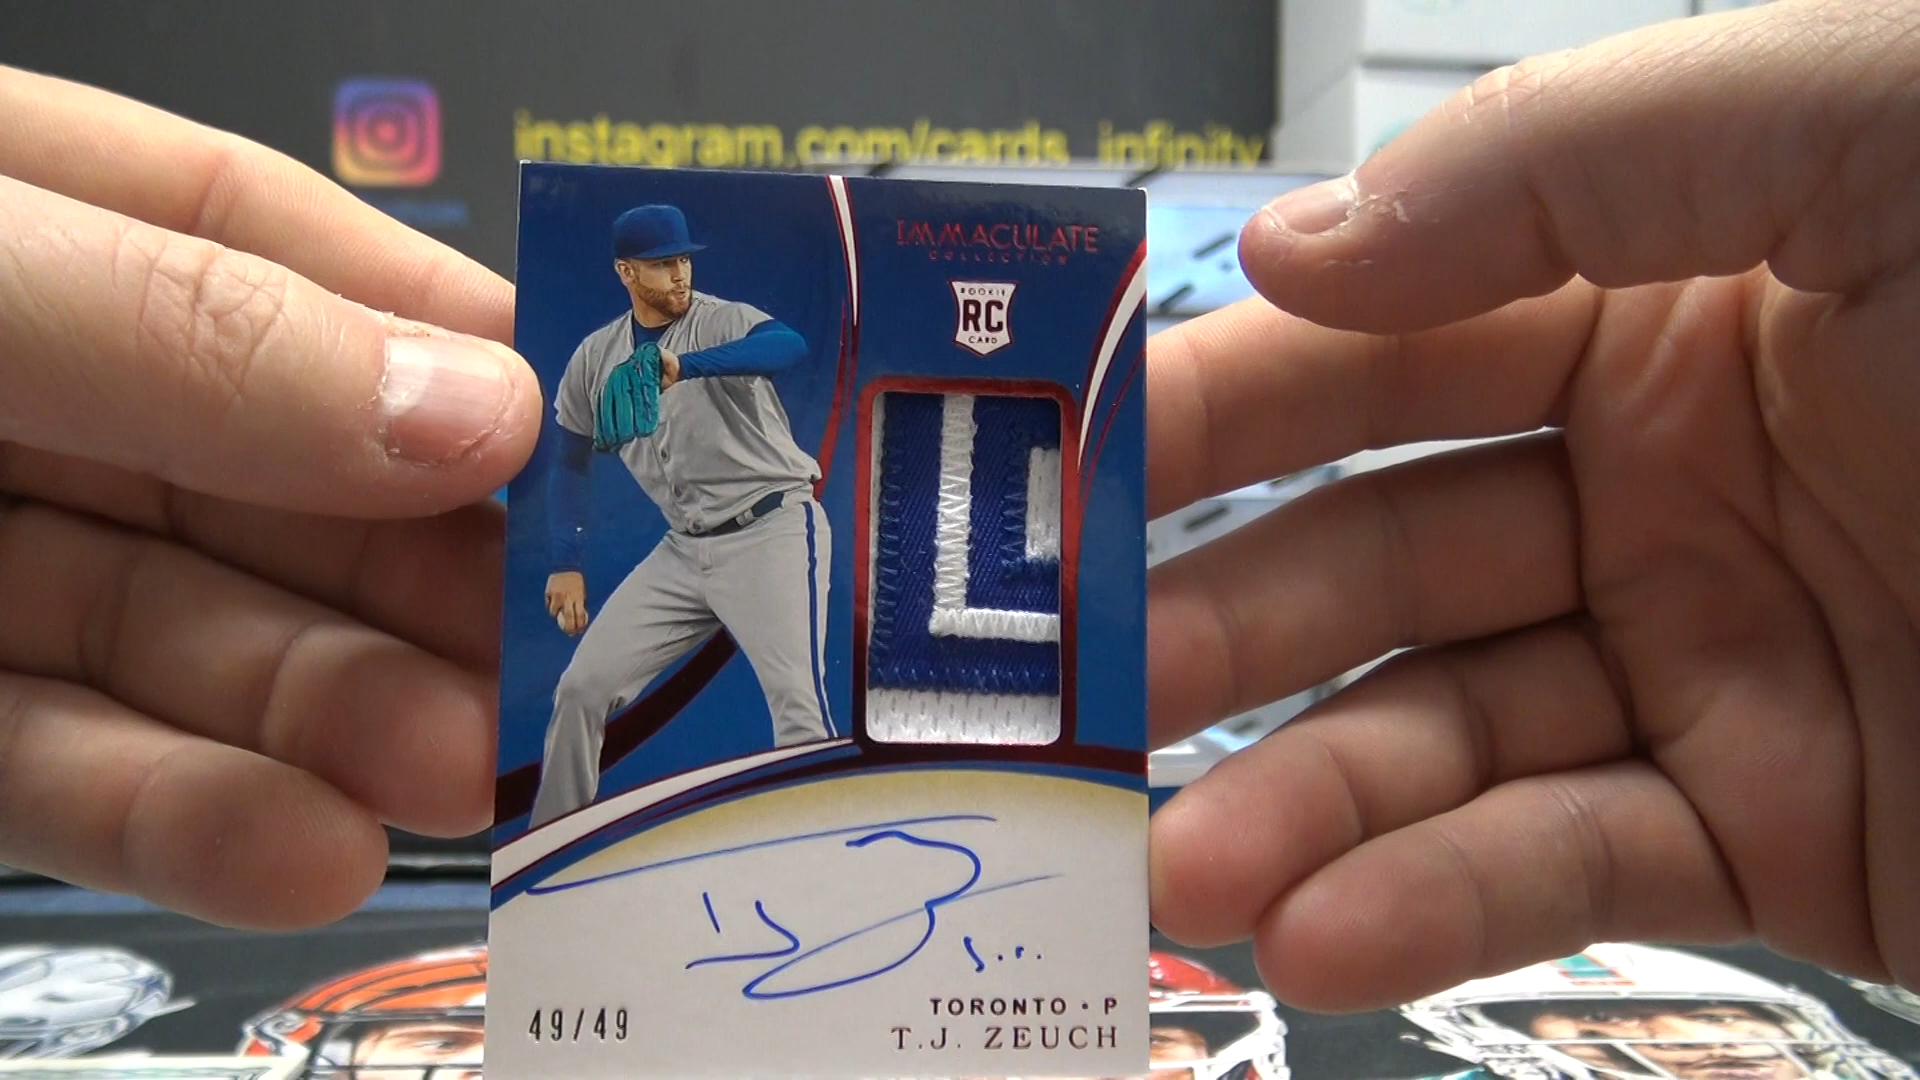 instagram.com/cards_infinity
IMMACULATE
COLLECTION
ROOKIE
RC
CARD
49/49
TORONTO • P
T.J. ZEUCH